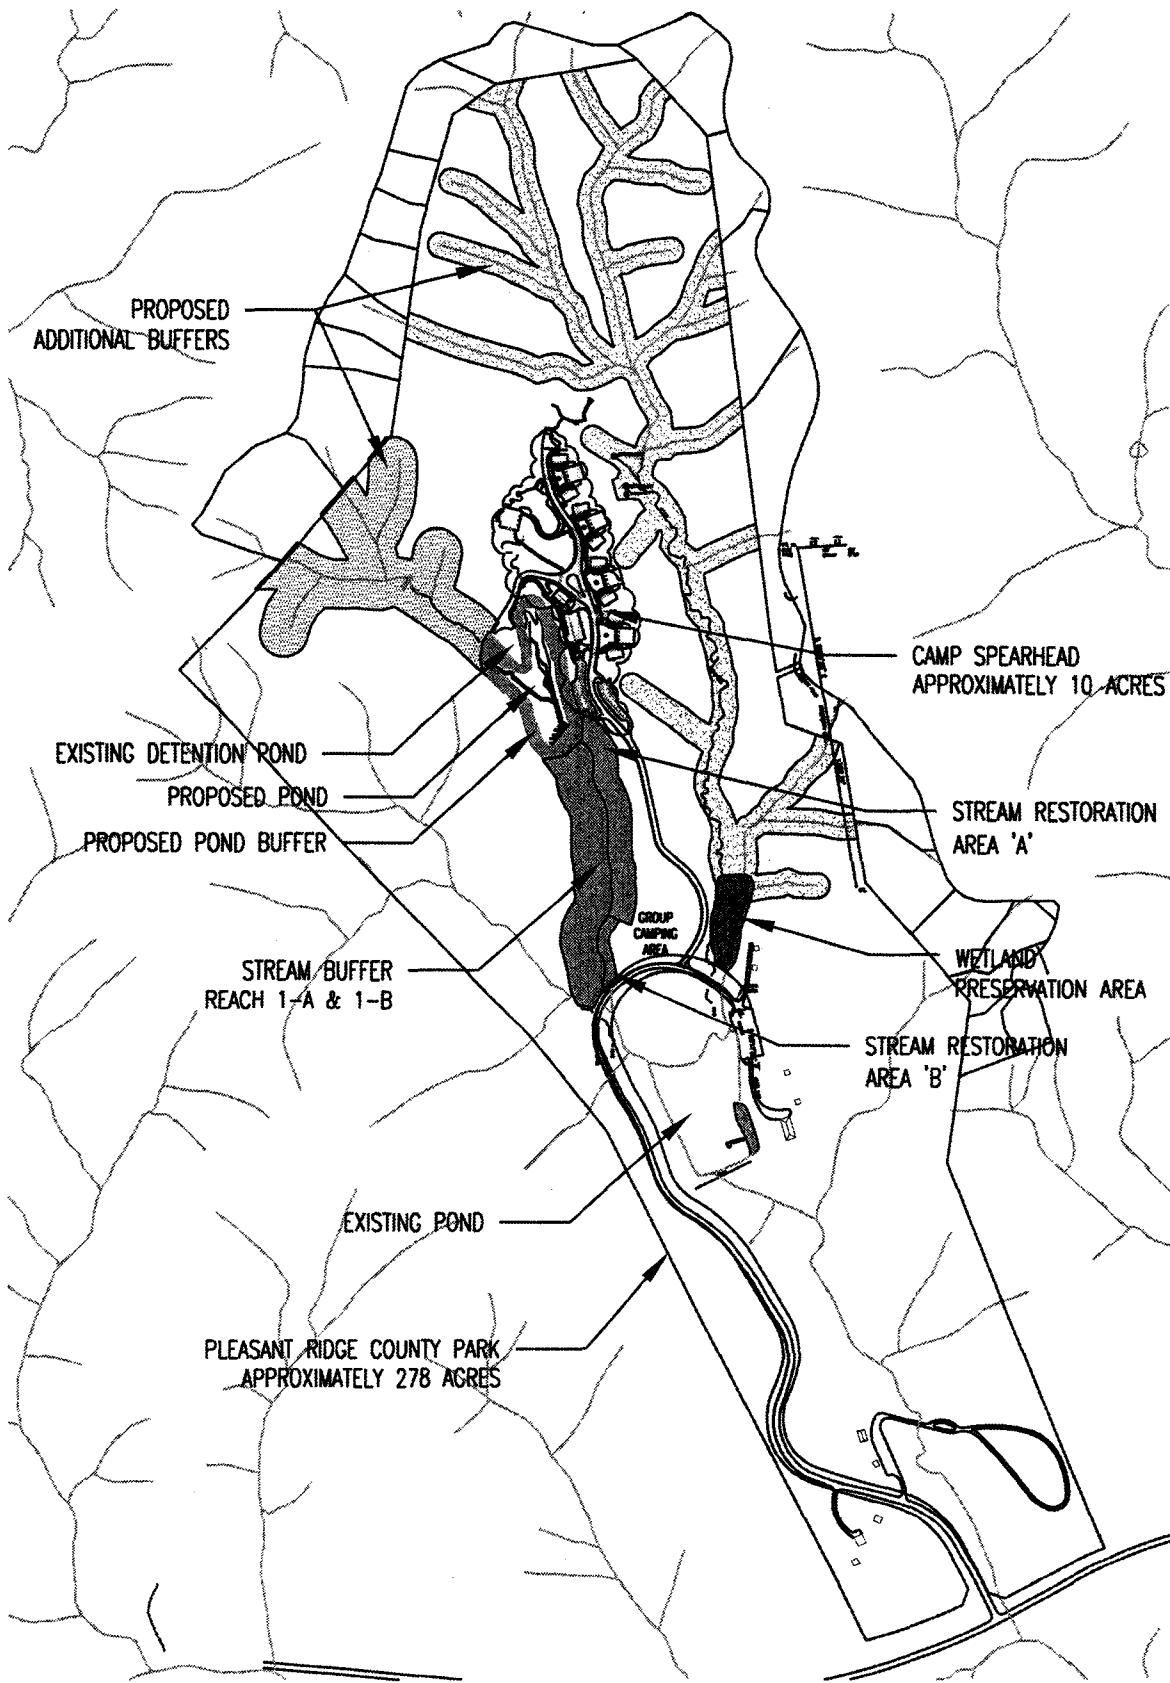 PROPOSED
ADDITIONAL BUFFERS
CAMP SPEARHEAD
APPROXIMATELY 10 ACRES
EXISTING DETENTION POND
PROPOSED POND
PROPOSED POND BUFFER
STREAM RESTORATION
AREA 'A'
GROUP
CAMPING
AREA
STREAM BUFFER
REACH 1-A & 1-B
WETLAND
PRESERVATION AREA
STREAM RESTORATION
AREA 'B'
EXISTING POND
PLEASANT RIDGE COUNTY PARK
APPROXIMATELY 278 ACRES